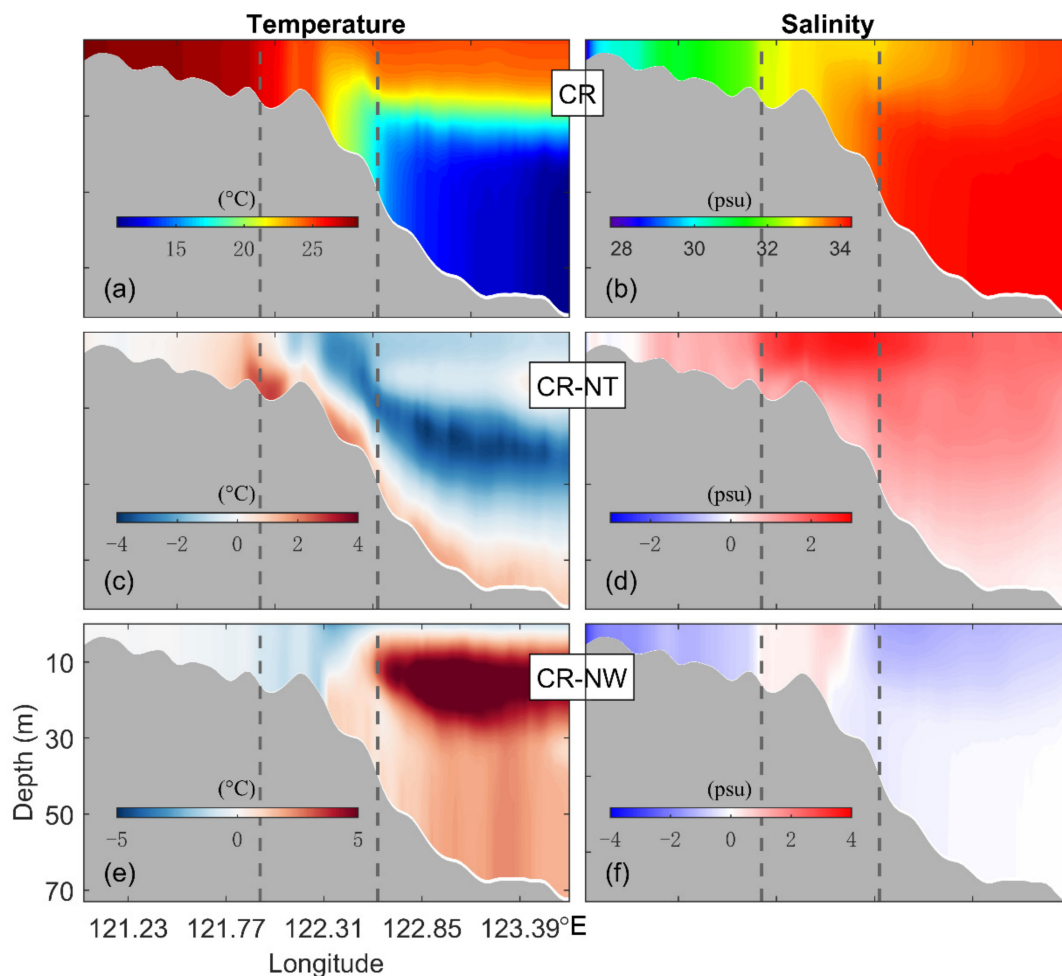 Temperature
Salinity
CR
(°C)
15 20 25
(a)
(psu)
28 30 32 34
(b)
CR-NT
(°C)
−4 −2 0 2 4
(c)
(psu)
−2 0 2
(d)
CR-NW
10
30
50
70
Depth (m)
(°C)
−5 0 5
(e)
(psu)
−4 −2 0 2 4
(f)
121.23 121.77 122.31 122.85 123.39°E
Longitude